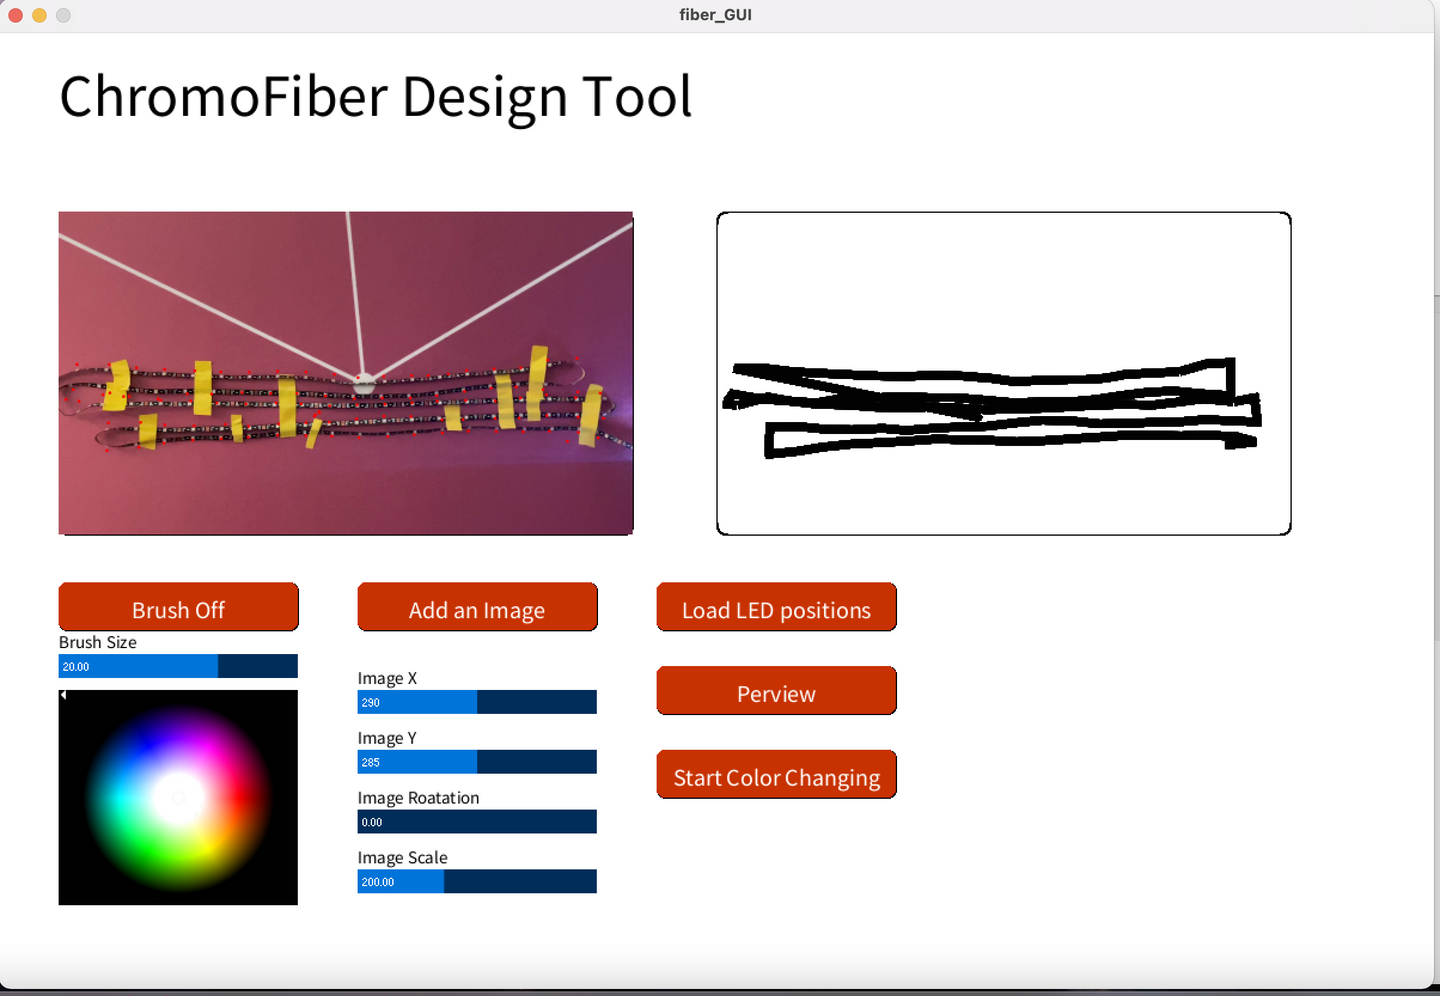 fiber_GUI
ChromoFiber Design Tool
Brush Off
Add an Image
Load LED positions
Brush Size
20.00
Image X
290
Perview
Image Y
285
Start Color Changing
Image Roatation
0.00
Image Scale
200.00